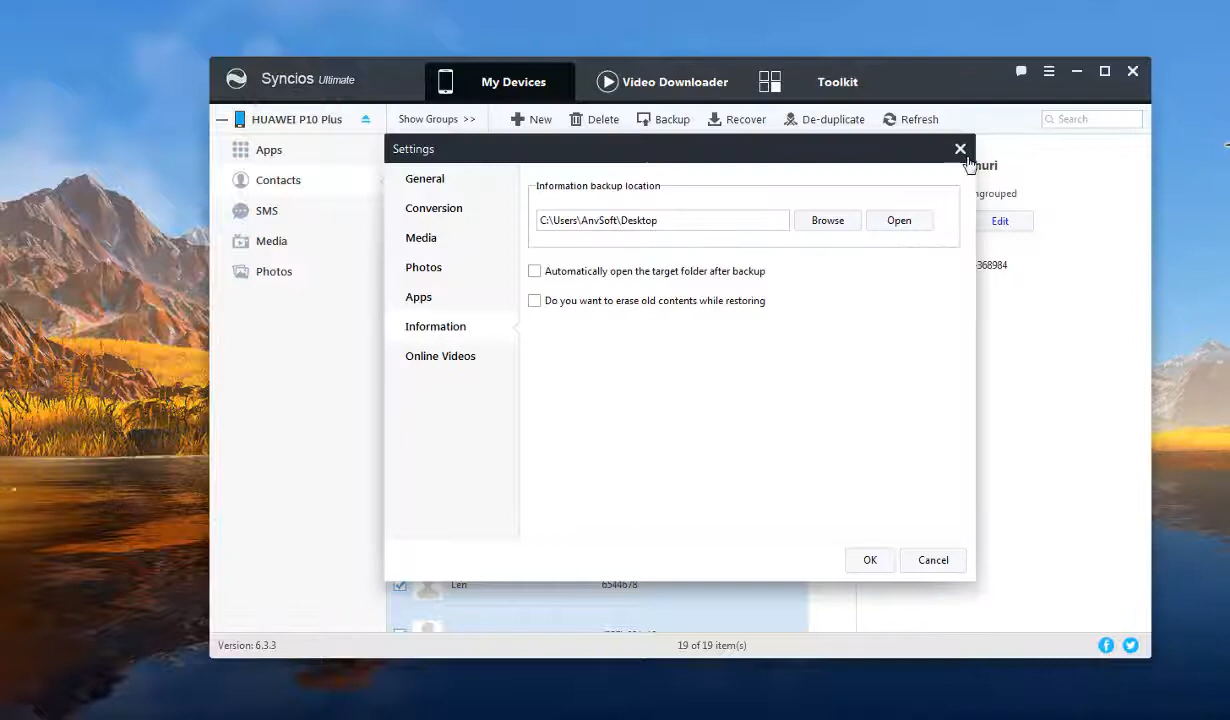 Syncios Ultimate
My Devices
Video Downloader
Toolkit
HUAWEI P10 Plus
Show Groups >>
New
Delete
Backup
Recover
De-duplicate
Refresh
Search
Apps
Contacts
SMS
Media
Photos
Settings
General
Conversion
Media
Photos
Apps
Information
Online Videos
Information backup location
C:\Users\AnvSoft\Desktop
Browse
Open
Automatically open the target folder after backup
Do you want to erase old contents while restoring
OK
Cancel
nuri
ngrouped
Edit
368984
Len
6544678
Version: 6.3.3
19 of 19 item(s)